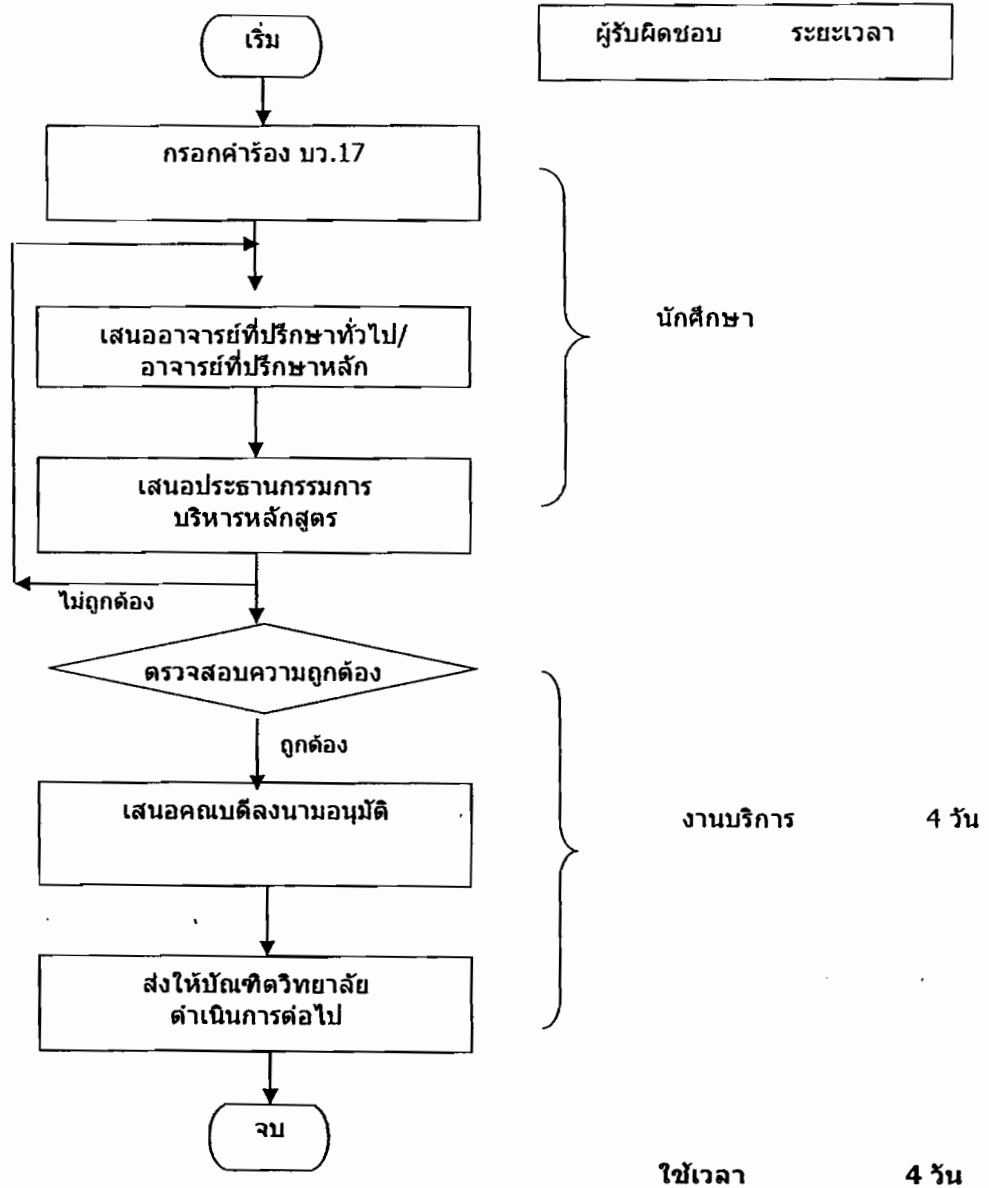 เริ่ม
ผู้รับผิดชอบ ระยะเวลา
กรอกคำร้อง บว.17
นักศึกษา
เสนออาจารย์ที่ปรึกษาทั่วไป/
อาจารย์ที่ปรึกษาหลัก
เสนอประธานกรรมการ
บริหารหลักสูตร
ไม่ถูกต้อง
ตรวจสอบความถูกต้อง
ถูกต้อง
เสนอคณบดีลงนามอนุมัติ
งานบริการ 4 วัน
ส่งให้บัณฑิตวิทยาลัย
ดำเนินการต่อไป
จบ
ใช้เวลา 4 วัน